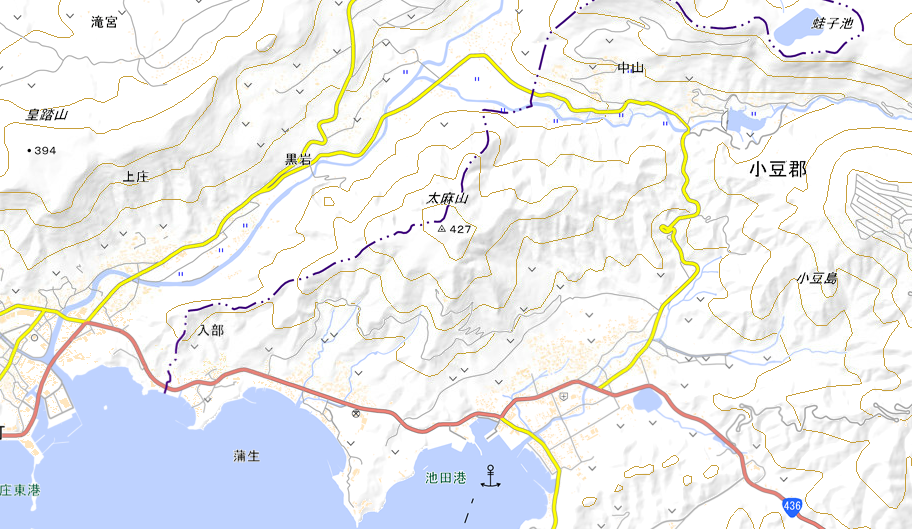 滝宮
蛙子池
中山
皇踏山
394
黒岩
小豆郡
上庄
太麻山
427
小豆島
入部
蒲生
池田港
庄東港
436